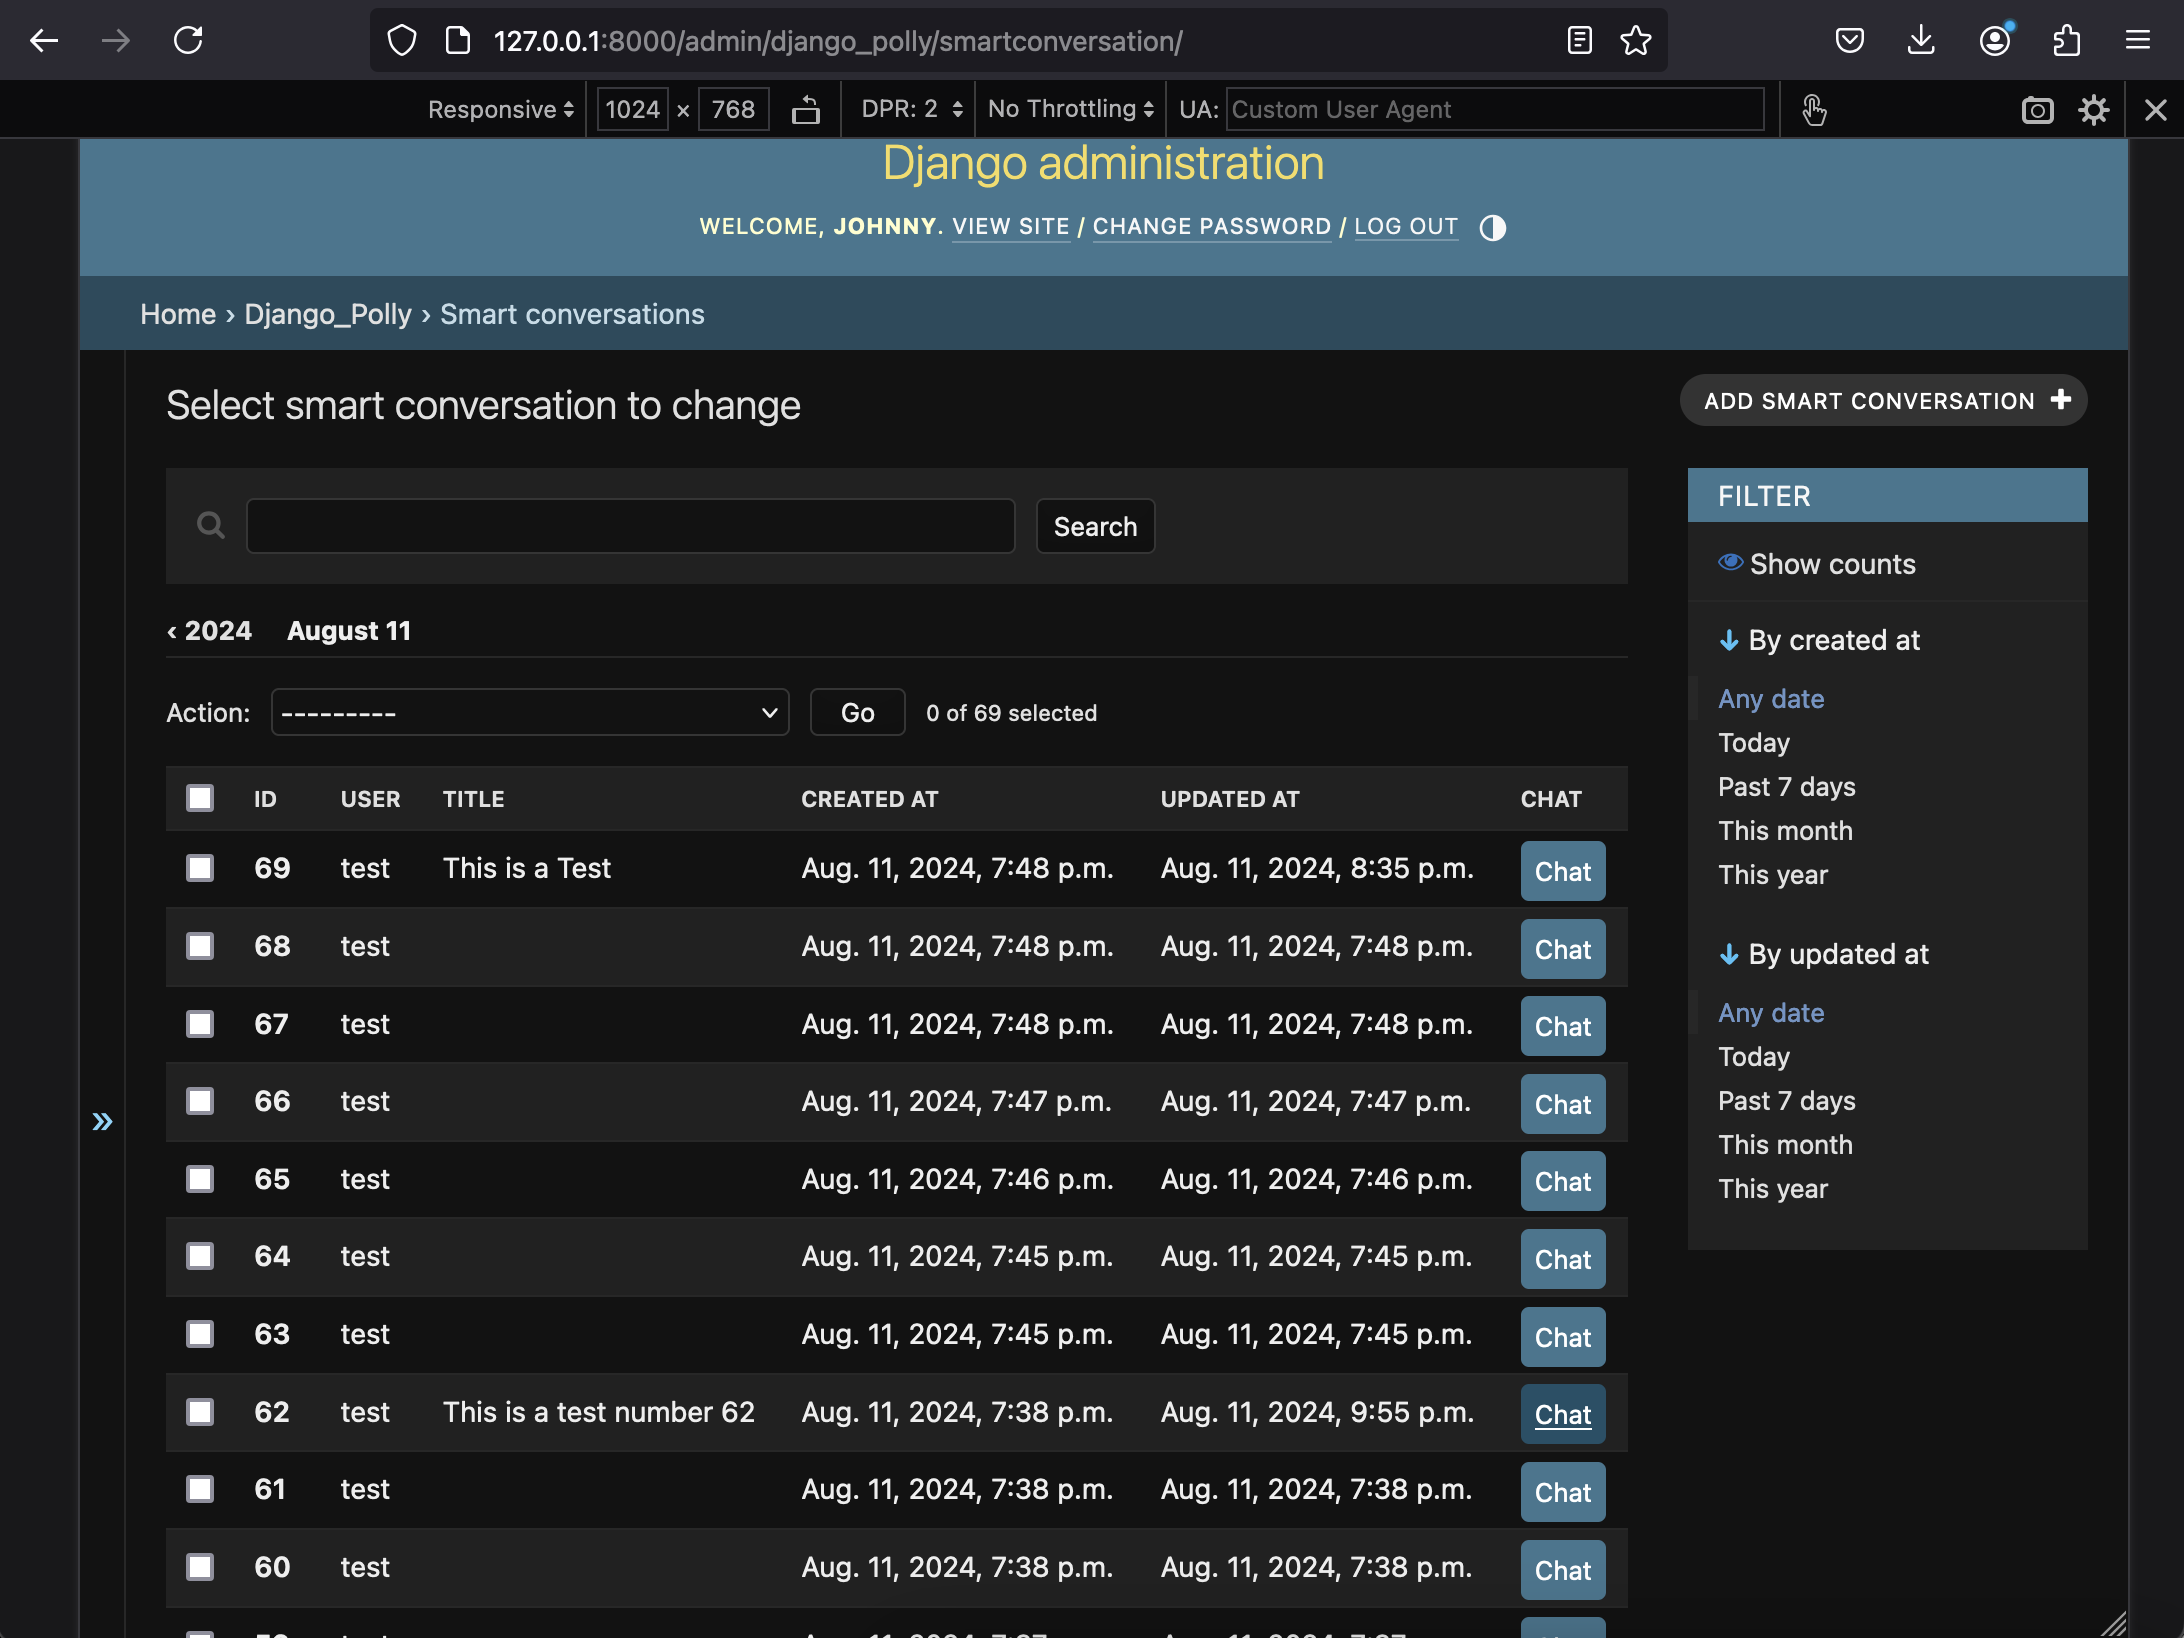 127.0.0.1:8000/admin/django_polly/smartconversation/
Responsive 1024 × 768 DPR: 2 No Throttling UA: Custom User Agent
Django administration
WELCOME, JOHNNY. VIEW SITE / CHANGE PASSWORD / LOG OUT
Home › Django_Polly › Smart conversations
Select smart conversation to change
ADD SMART CONVERSATION
Search
‹ 2024 August 11
Action: --------- Go 0 of 69 selected
ID USER TITLE CREATED AT UPDATED AT CHAT
69 test This is a Test Aug. 11, 2024, 7:48 p.m. Aug. 11, 2024, 8:35 p.m. Chat
68 test Aug. 11, 2024, 7:48 p.m. Aug. 11, 2024, 7:48 p.m. Chat
67 test Aug. 11, 2024, 7:48 p.m. Aug. 11, 2024, 7:48 p.m. Chat
66 test Aug. 11, 2024, 7:47 p.m. Aug. 11, 2024, 7:47 p.m. Chat
65 test Aug. 11, 2024, 7:46 p.m. Aug. 11, 2024, 7:46 p.m. Chat
64 test Aug. 11, 2024, 7:45 p.m. Aug. 11, 2024, 7:45 p.m. Chat
63 test Aug. 11, 2024, 7:45 p.m. Aug. 11, 2024, 7:45 p.m. Chat
62 test This is a test number 62 Aug. 11, 2024, 7:38 p.m. Aug. 11, 2024, 9:55 p.m. Chat
61 test Aug. 11, 2024, 7:38 p.m. Aug. 11, 2024, 7:38 p.m. Chat
60 test Aug. 11, 2024, 7:38 p.m. Aug. 11, 2024, 7:38 p.m. Chat
»
FILTER
Show counts
By created at
Any date
Today
Past 7 days
This month
This year
By updated at
Any date
Today
Past 7 days
This month
This year